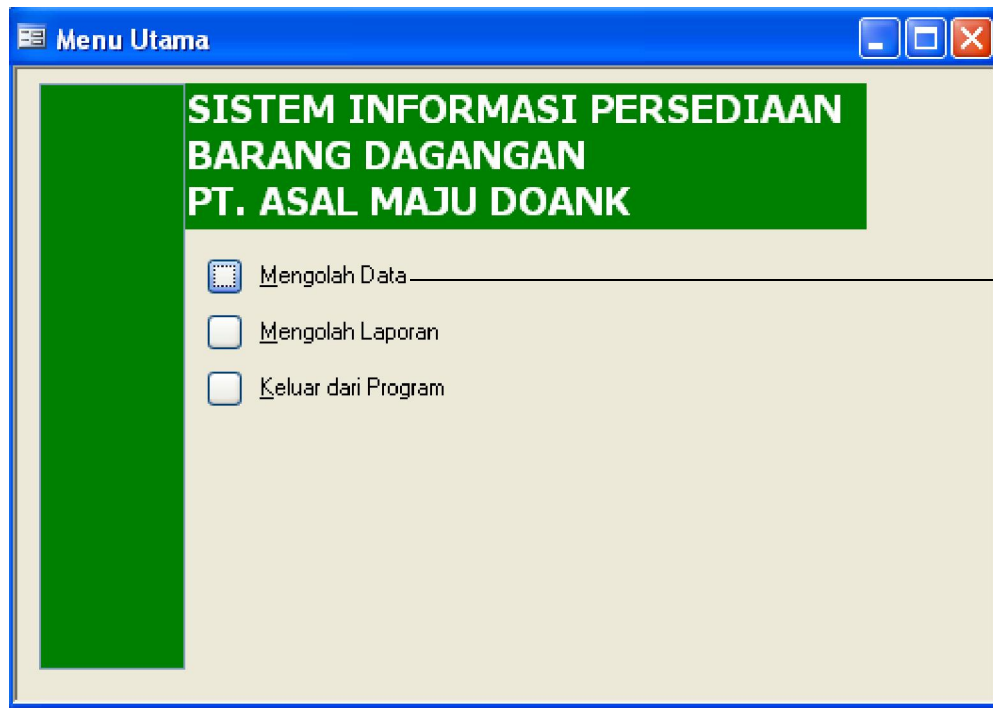 Menu Utama
SISTEM INFORMASI PERSEDIAAN
BARANG DAGANGAN
PT. ASAL MAJU DOANK
Mengolah Data
Mengolah Laporan
Keluar dari Program